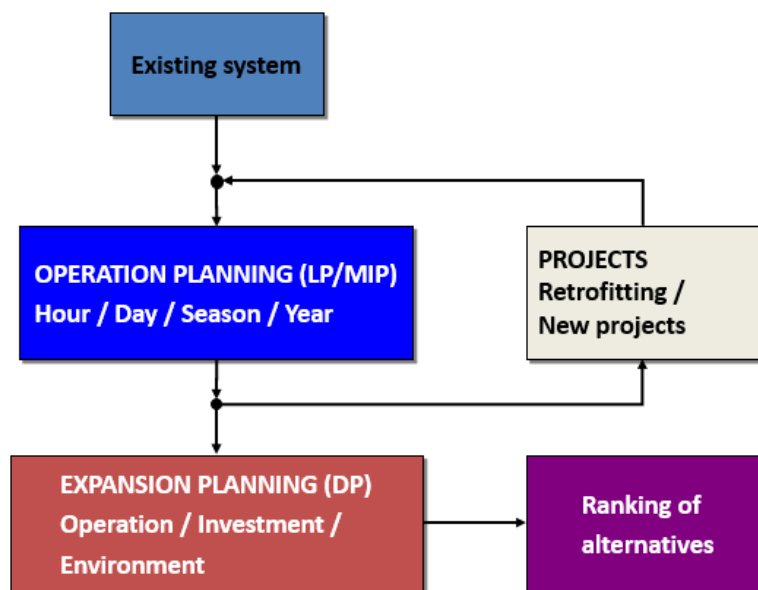 Existing system
OPERATION PLANNING (LP/MIP)
Hour / Day / Season / Year
PROJECTS
Retrofitting /
New projects
EXPANSION PLANNING (DP)
Operation / Investment /
Environment
Ranking of
alternatives